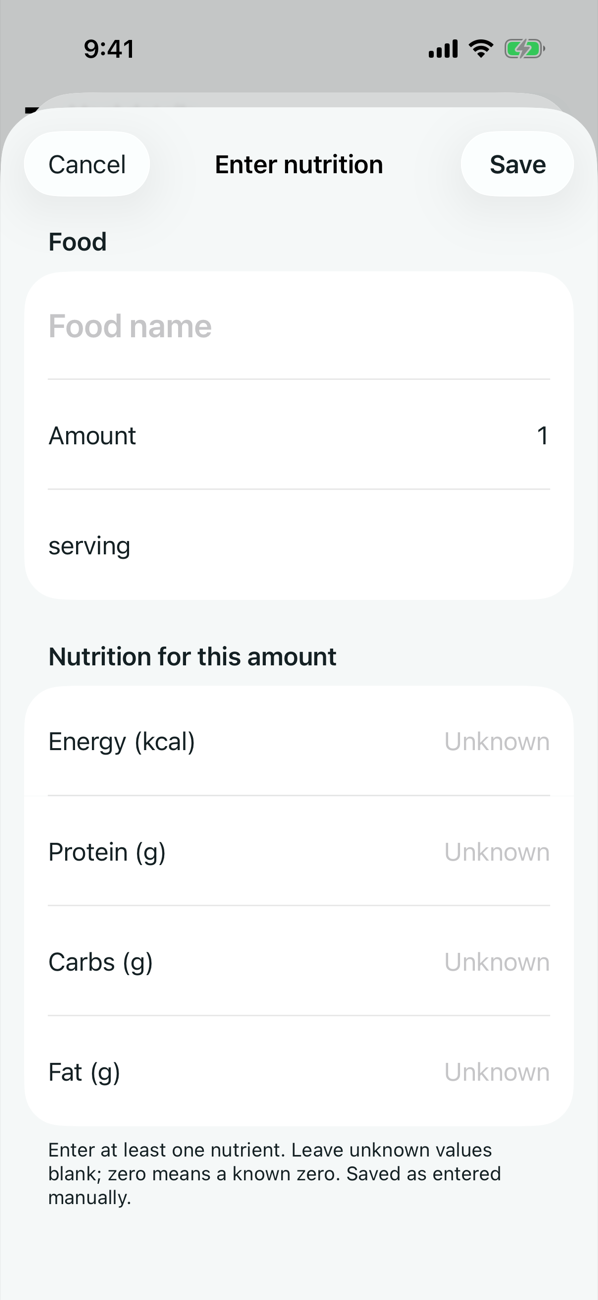 9:41
Cancel
Enter nutrition
Save
Food
Food name
Amount
1
serving
Nutrition for this amount
Energy (kcal)
Unknown
Protein (g)
Unknown
Carbs (g)
Unknown
Fat (g)
Unknown
Enter at least one nutrient. Leave unknown values
blank; zero means a known zero. Saved as entered
manually.